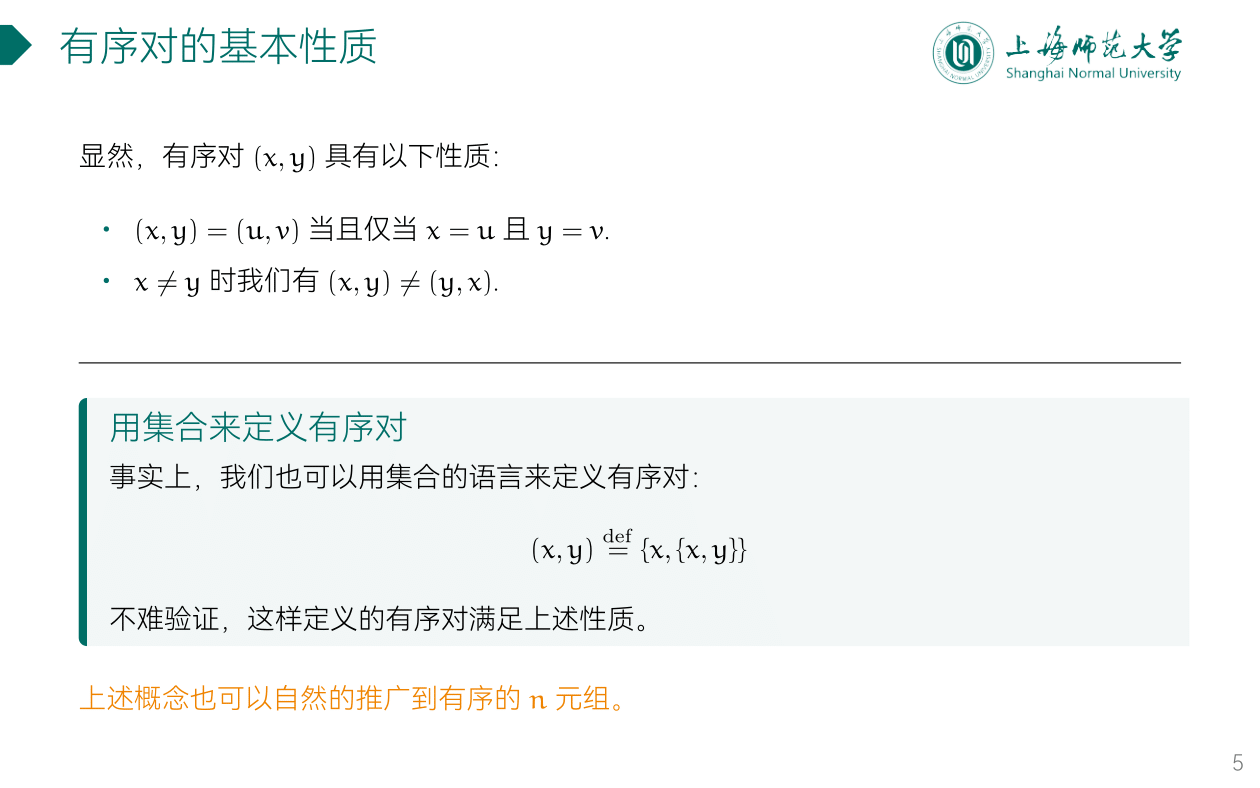 有序对的基本性质
上海师范大学
Shanghai Normal University
显然，有序对 (x, y) 具有以下性质：
• (x, y) = (u, v) 当且仅当 x = u 且 y = v.
• x ≠ y 时我们有 (x, y) ≠ (y, x).
用集合来定义有序对
事实上，我们也可以用集合的语言来定义有序对：
(x, y) def= {x, {x, y}}
不难验证，这样定义的有序对满足上述性质。
上述概念也可以自然的推广到有序的 n 元组。
5